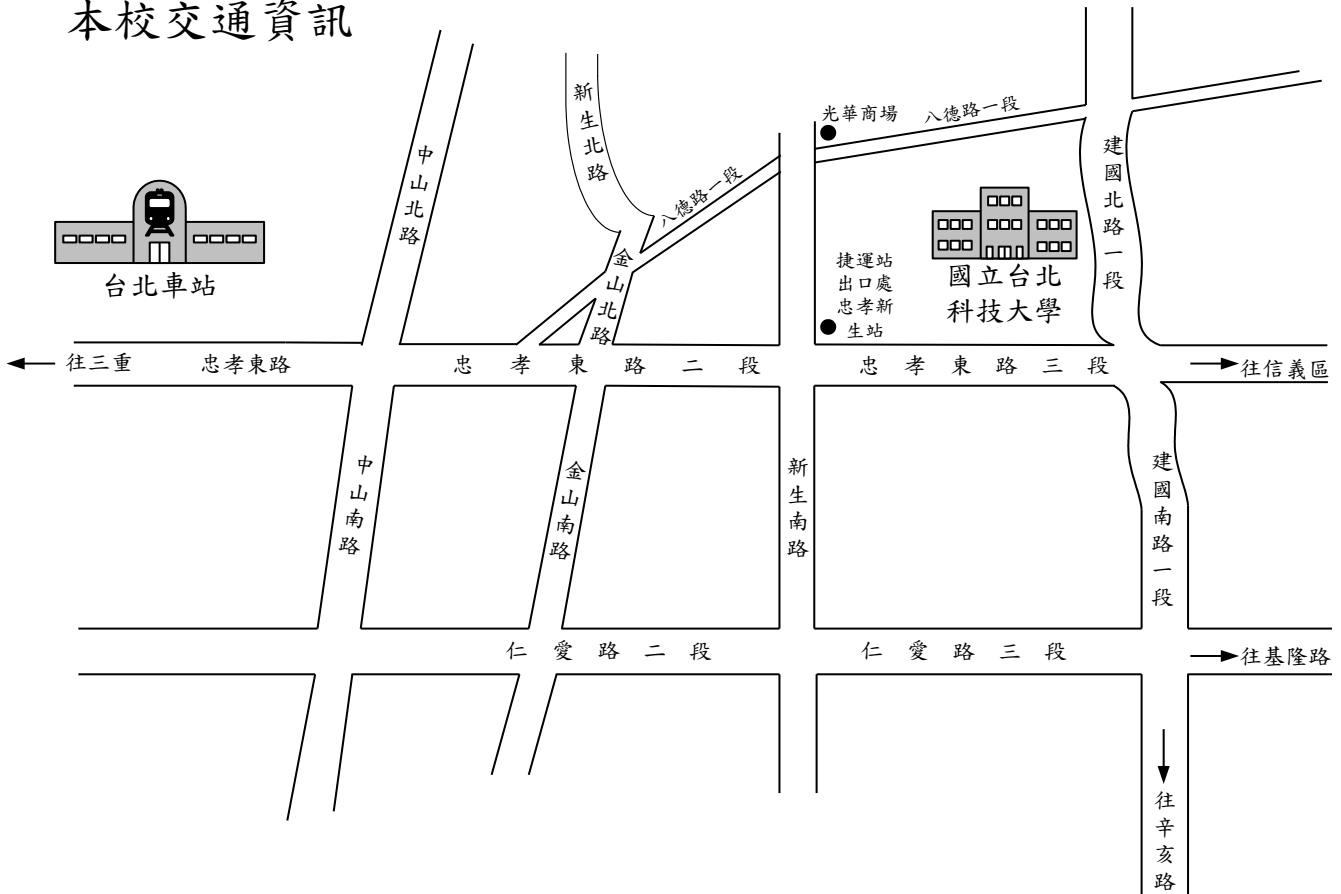 本校交通資訊
新生北路
光華商場
八德路一段
中山北路
建國北路一段
八德路一段
台北車站
金山北路
捷運站
出口處
忠孝新
生站
國立台北
科技大學
往三重
忠孝東路
忠孝東路二段
忠孝東路三段
往信義區
中山南路
金山南路
新生南路
建國南路一段
仁愛路二段
仁愛路三段
往基隆路
往辛亥路